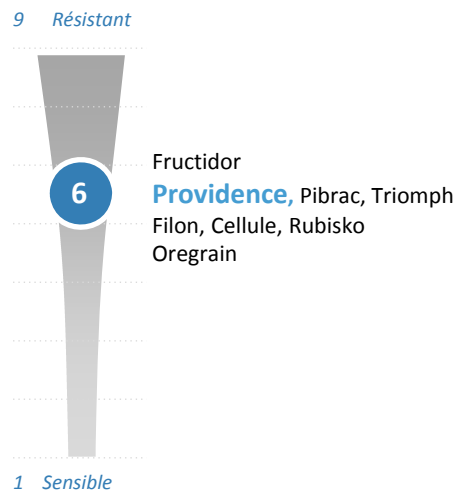 9 Résistant
Fructidor
6
Providence, Pibrac, Triomph
Filon, Cellule, Rubisko
Oregrain
1 Sensible